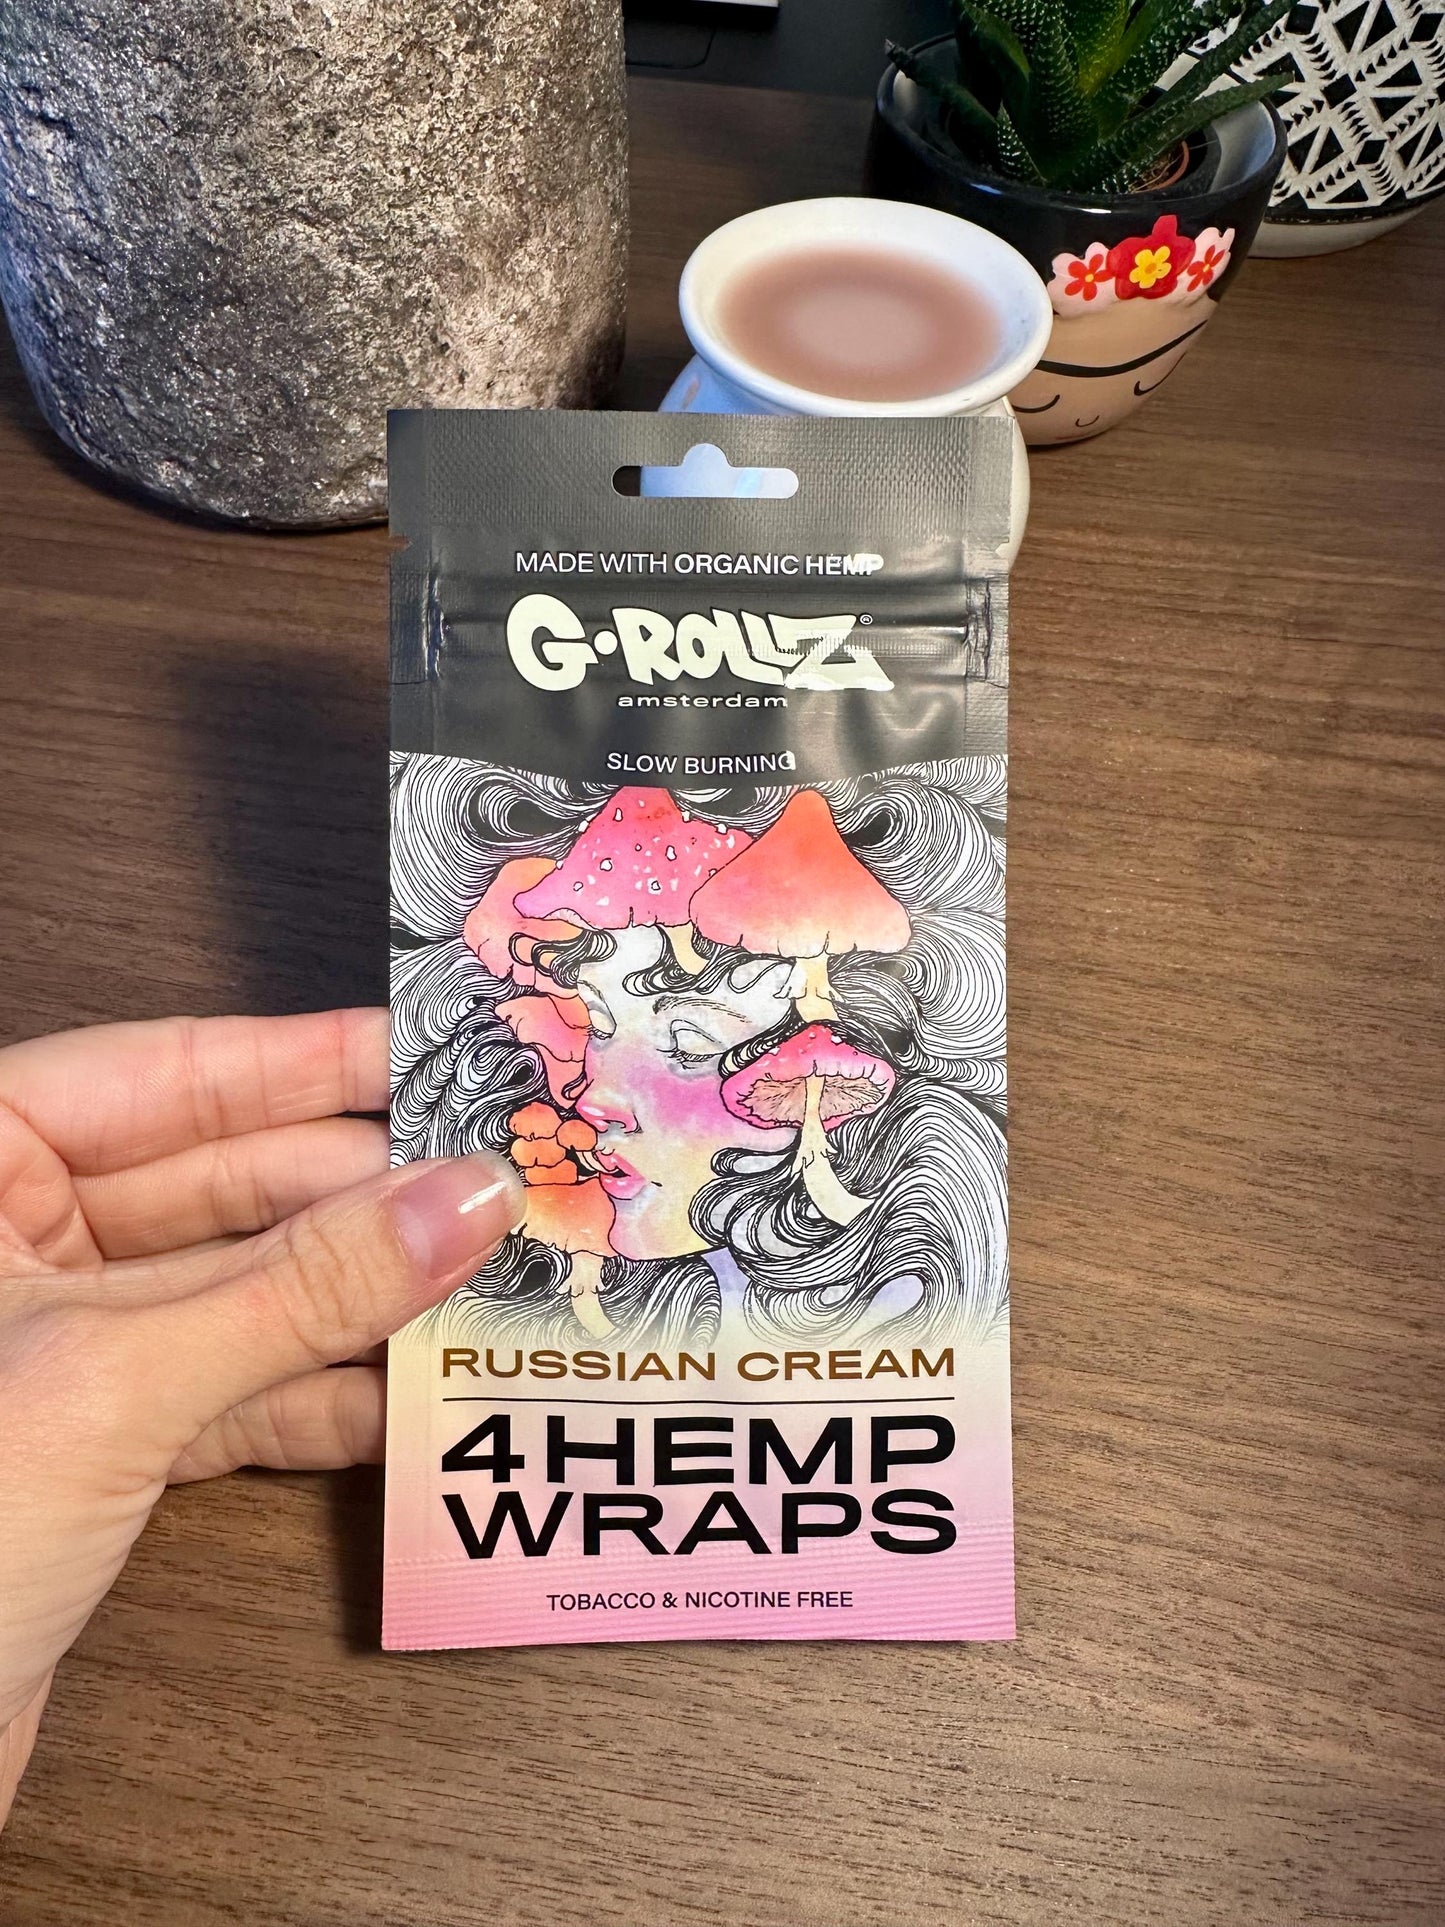 MADE WITH ORGANIC HEMP
G·ROLLZ®
amsterdam
SLOW BURNING
RUSSIAN CREAM
4 HEMP
WRAPS
TOBACCO & NICOTINE FREE